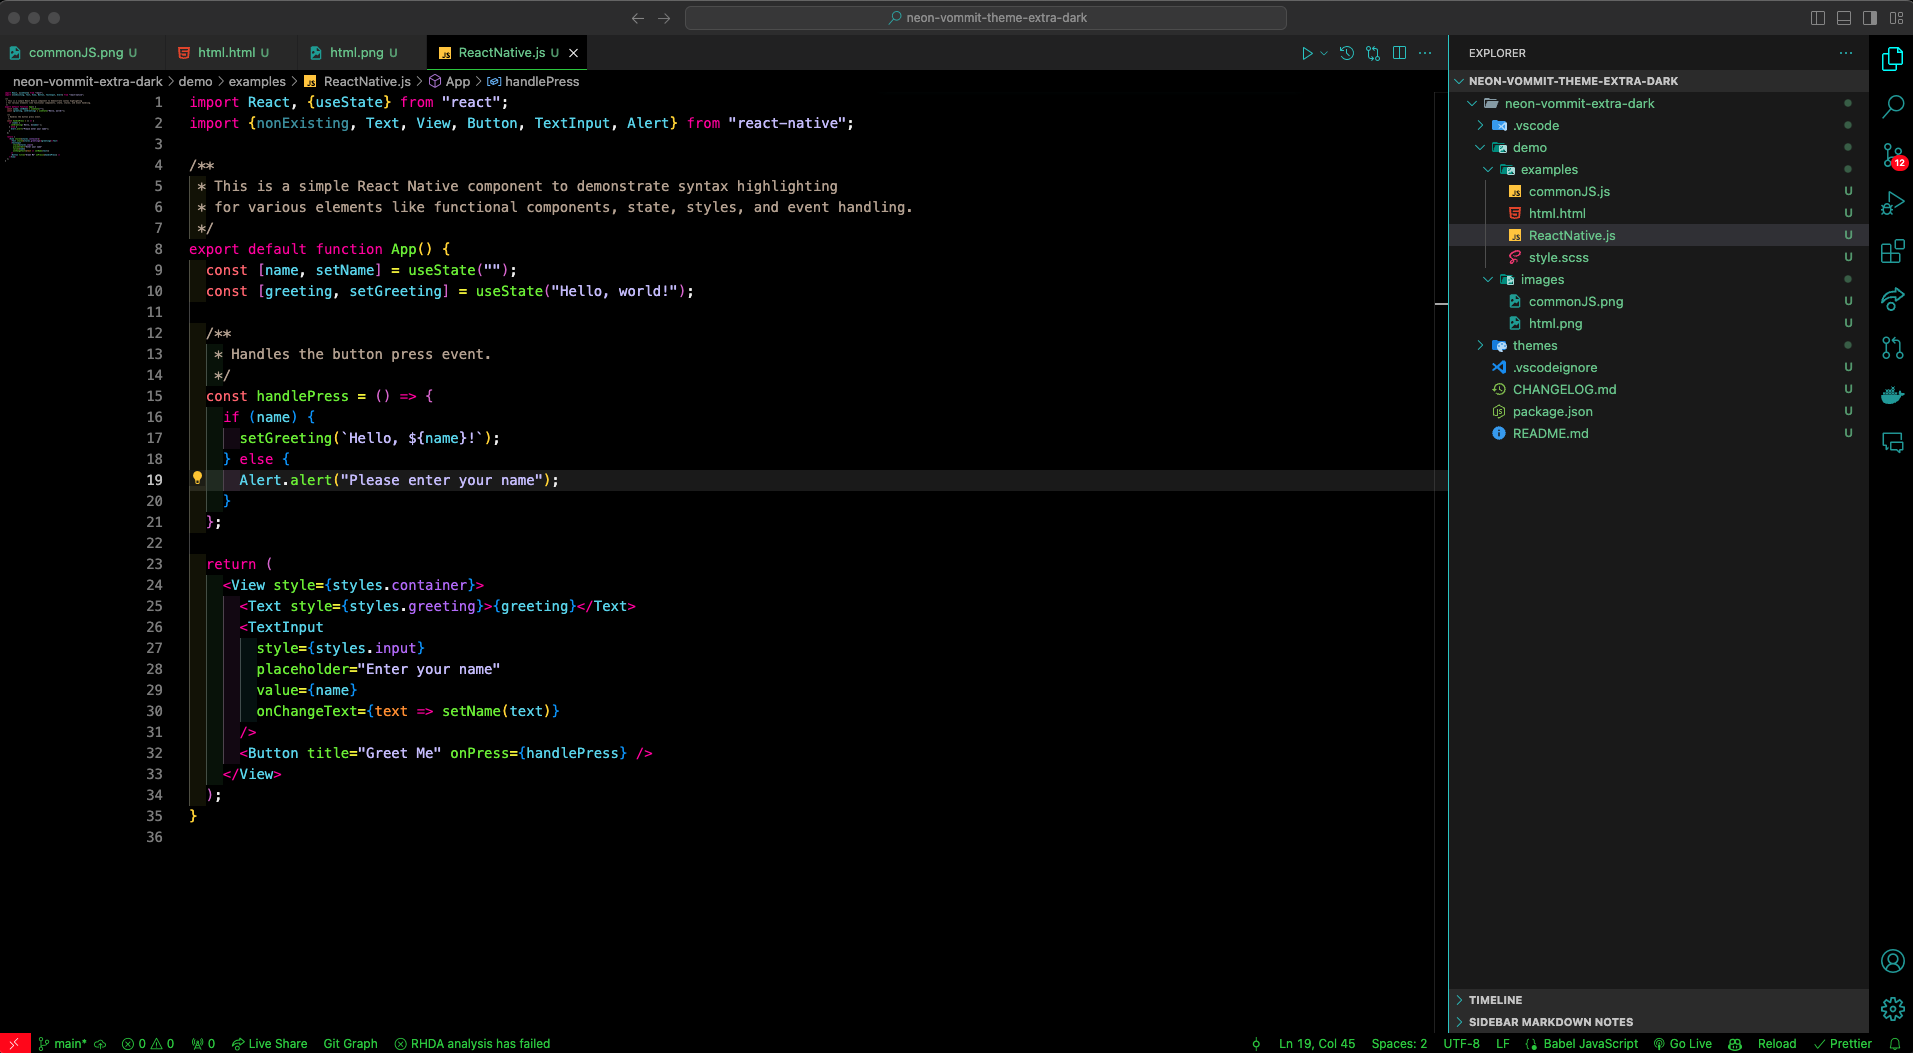 neon-vommit-theme-extra-dark
commonJS.png U html.html U html.png U ReactNative.js U
neon-vommit-extra-dark > demo > examples > ReactNative.js > App > handlePress
1 import React, {useState} from "react";
2 import {nonExisting, Text, View, Button, TextInput, Alert} from "react-native";
3
4 /**
5 * This is a simple React Native component to demonstrate syntax highlighting
6 * for various elements like functional components, state, styles, and event handling.
7 */
8 export default function App() {
9 const [name, setName] = useState("");
10 const [greeting, setGreeting] = useState("Hello, world!");
11
12 /**
13 * Handles the button press event.
14 */
15 const handlePress = () => {
16 if (name) {
17 setGreeting(`Hello, ${name}!`);
18 } else {
19 Alert.alert("Please enter your name");
20 }
21 };
22
23 return (
24 <View style={styles.container}>
25 <Text style={styles.greeting}>{greeting}</Text>
26 <TextInput
27 style={styles.input}
28 placeholder="Enter your name"
29 value={name}
30 onChangeText={text => setName(text)}
31 />
32 <Button title="Greet Me" onPress={handlePress} />
33 </View>
34 );
35 }
36
EXPLORER
NEON-VOMMIT-THEME-EXTRA-DARK
neon-vommit-extra-dark
.vscode
demo
examples
commonJS.js U
html.html U
ReactNative.js U
style.scss U
images
commonJS.png U
html.png U
themes
.vscodeignore U
CHANGELOG.md U
package.json U
README.md U
12
TIMELINE
SIDEBAR MARKDOWN NOTES
main* 0 0 0 Live Share Git Graph RHDA analysis has failed Ln 19, Col 45 Spaces: 2 UTF-8 LF Babel JavaScript Go Live Reload Prettier